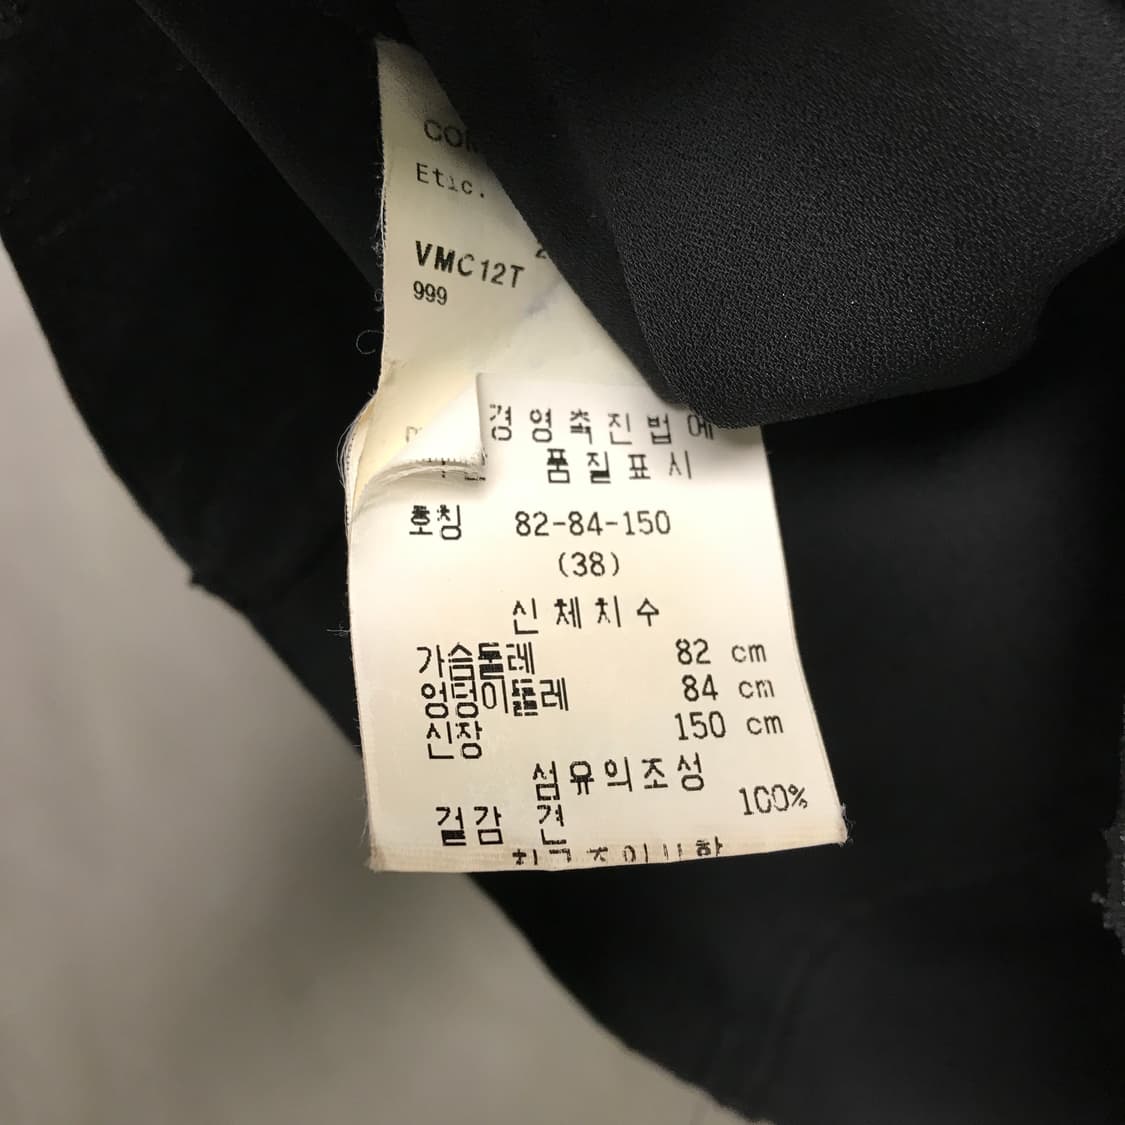 Etic.
VMC12T
999
경영촉진법에
품질표시
호칭 82-84-150
(38)
신체치수
가슴둘레 82 cm
엉덩이둘레 84 cm
신장 150 cm
섬유의조성
겉감 견 100%